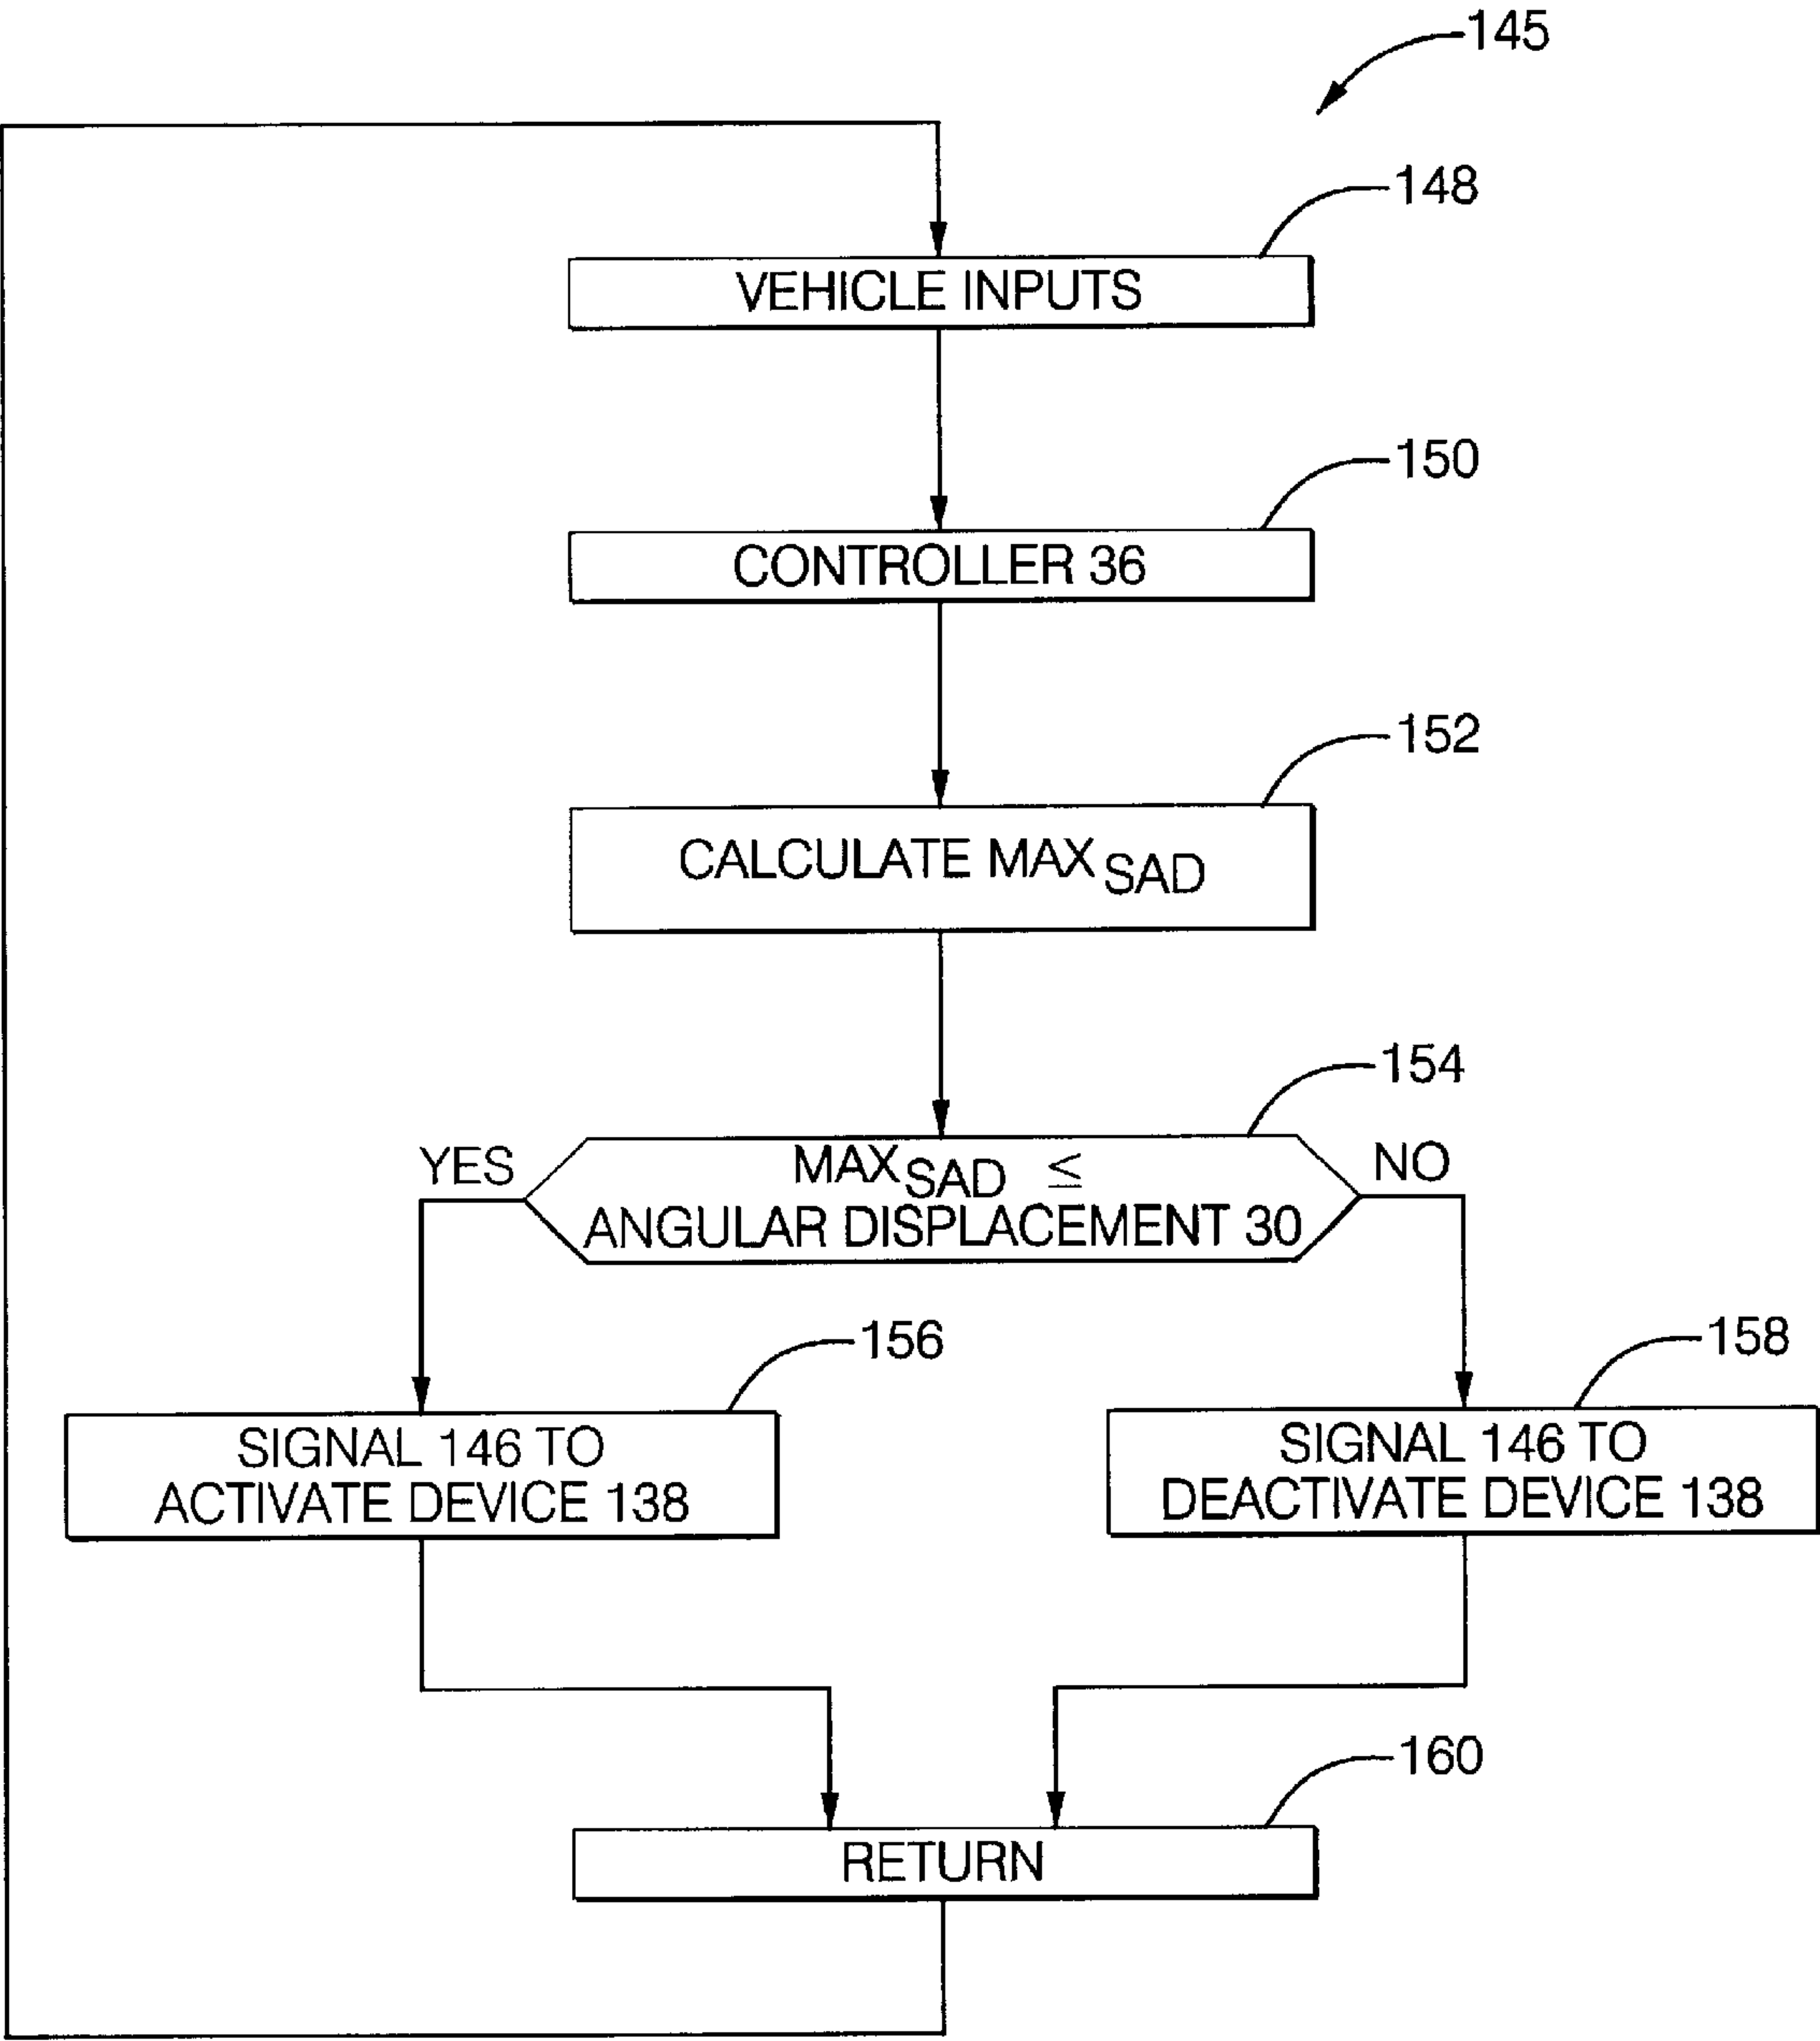 145
148
VEHICLE INPUTS
150
CONTROLLER 36
152
CALCULATE MAX SAD
154
YES
MAX SAD ≤
NO
ANGULAR DISPLACEMENT 30
156
158
SIGNAL 146 TO
ACTIVATE DEVICE 138
SIGNAL 146 TO
DEACTIVATE DEVICE 138
160
RETURN